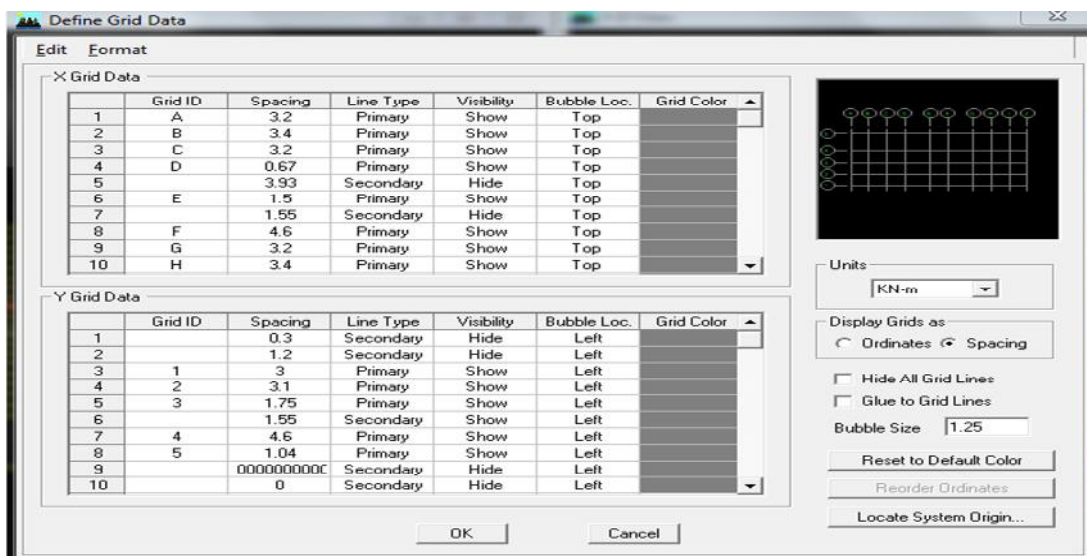 Define Grid Data
Edit Format
X Grid Data
Grid ID Spacing Line Type Visibility Bubble Loc. Grid Color
1 A 3.2 Primary Show Top
2 B 3.4 Primary Show Top
3 C 3.2 Primary Show Top
4 D 0.67 Primary Show Top
5 3.93 Secondary Hide Top
6 E 1.5 Primary Show Top
7 1.55 Secondary Hide Top
8 F 4.6 Primary Show Top
9 G 3.2 Primary Show Top
10 H 3.4 Primary Show Top
Y Grid Data
Grid ID Spacing Line Type Visibility Bubble Loc. Grid Color
1 0.3 Secondary Hide Left
2 1.2 Secondary Hide Left
3 1 3 Primary Show Left
4 2 3.1 Primary Show Left
5 3 1.75 Primary Show Left
6 1.55 Secondary Show Left
7 4 4.6 Primary Show Left
8 5 1.04 Primary Show Left
9 Secondary Hide Left
10 0 Secondary Hide Left
Units
KN-m
Display Grids as
Ordinates Spacing
Hide All Grid Lines
Glue to Grid Lines
Bubble Size 1.25
Reset to Default Color
Reorder Ordinates
Locate System Origin...
OK Cancel